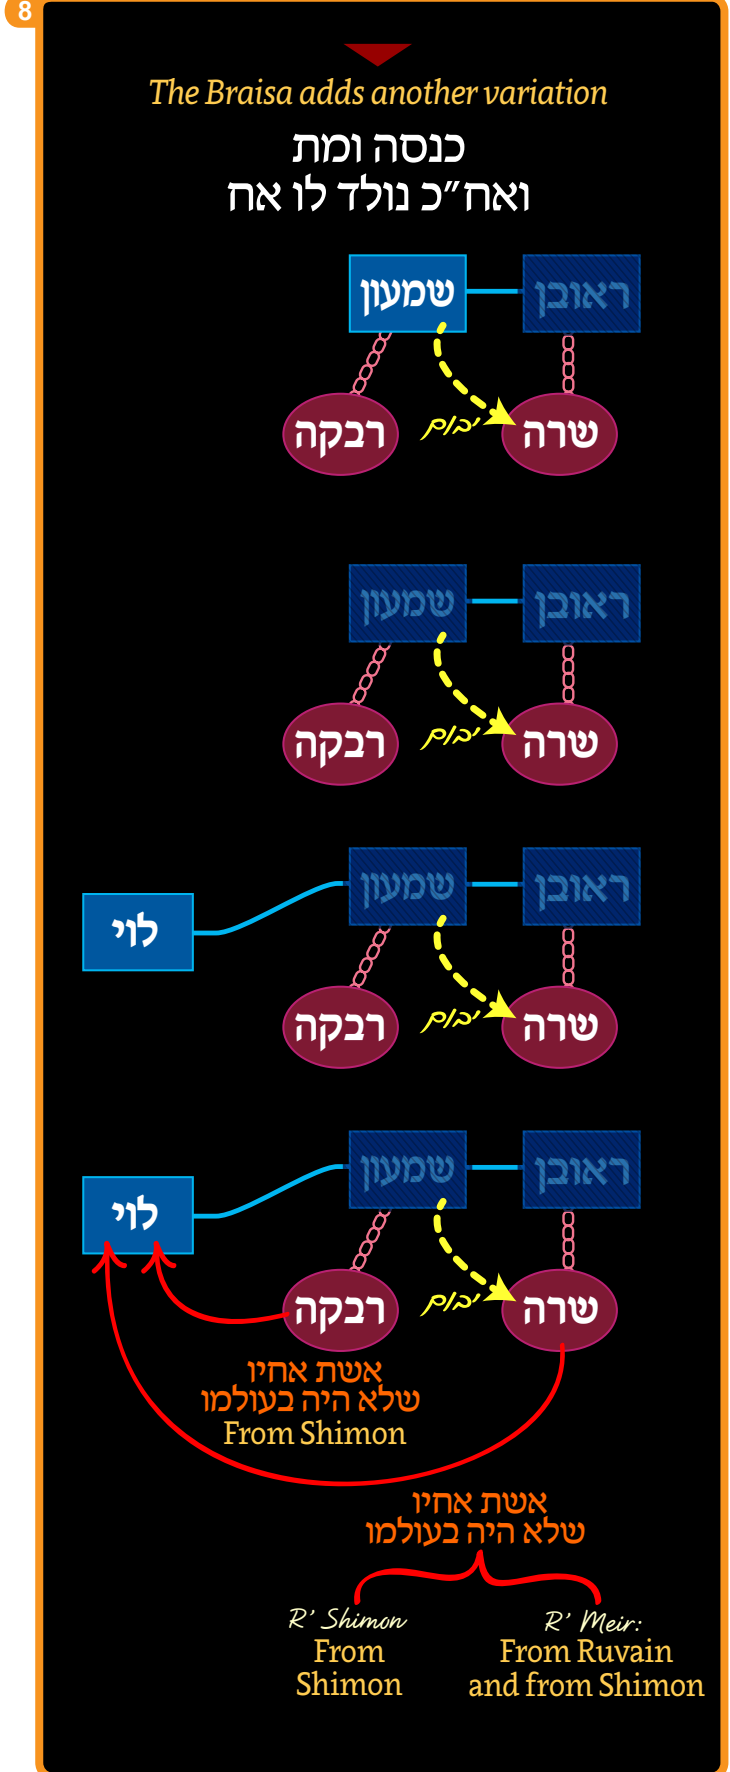 8
The Braisa adds another variation
כנסה ומת
ואח״כ נולד לו אח
ראובן שמעון
שרה יבום רבקה
ראובן שמעון
שרה יבום רבקה
ראובן שמעון
לוי
שרה יבום רבקה
ראובן שמעון
לוי
שרה יבום רבקה
אשת אחיו
שלא היה בעולמו
From Shimon
אשת אחיו
שלא היה בעולמו
R' Shimon
From
Shimon
R' Meir:
From Ruvain
and from Shimon